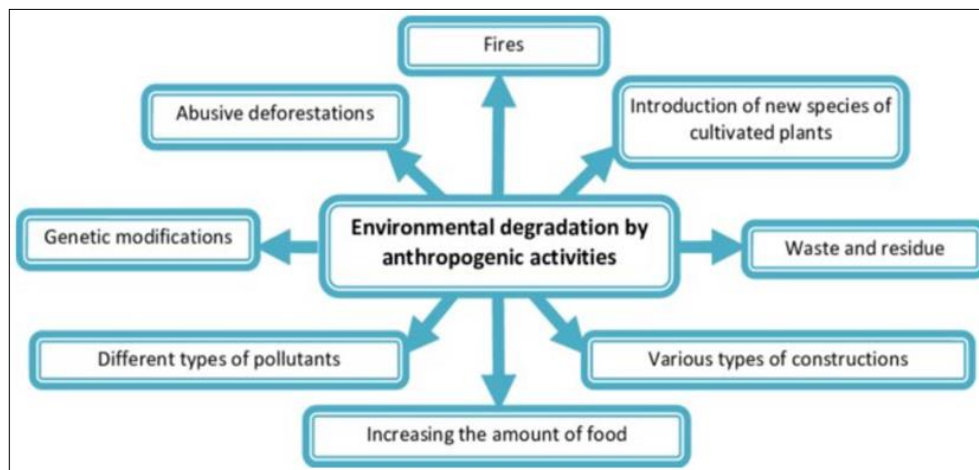 Fires
Abusive deforestations
Introduction of new species of
cultivated plants
Environmental degradation by
anthropogenic activities
Genetic modifications
Waste and residue
Different types of pollutants
Various types of constructions
Increasing the amount of food